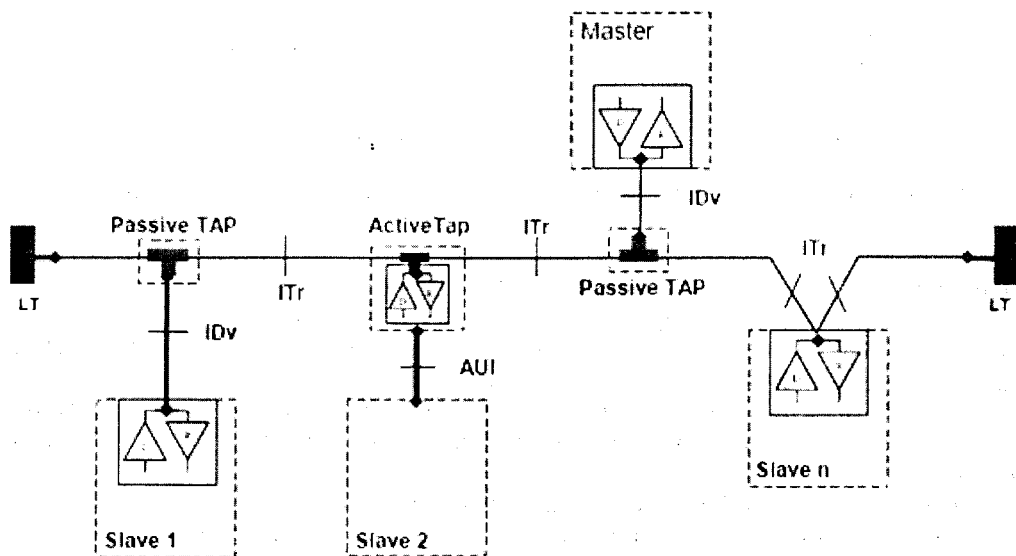 Master
IDv
Passive TAP
ActiveTap
ITr
ITr
LT
ITr
Passive TAP
LT
IDv
AUI
Slave 1
Slave 2
Slave n